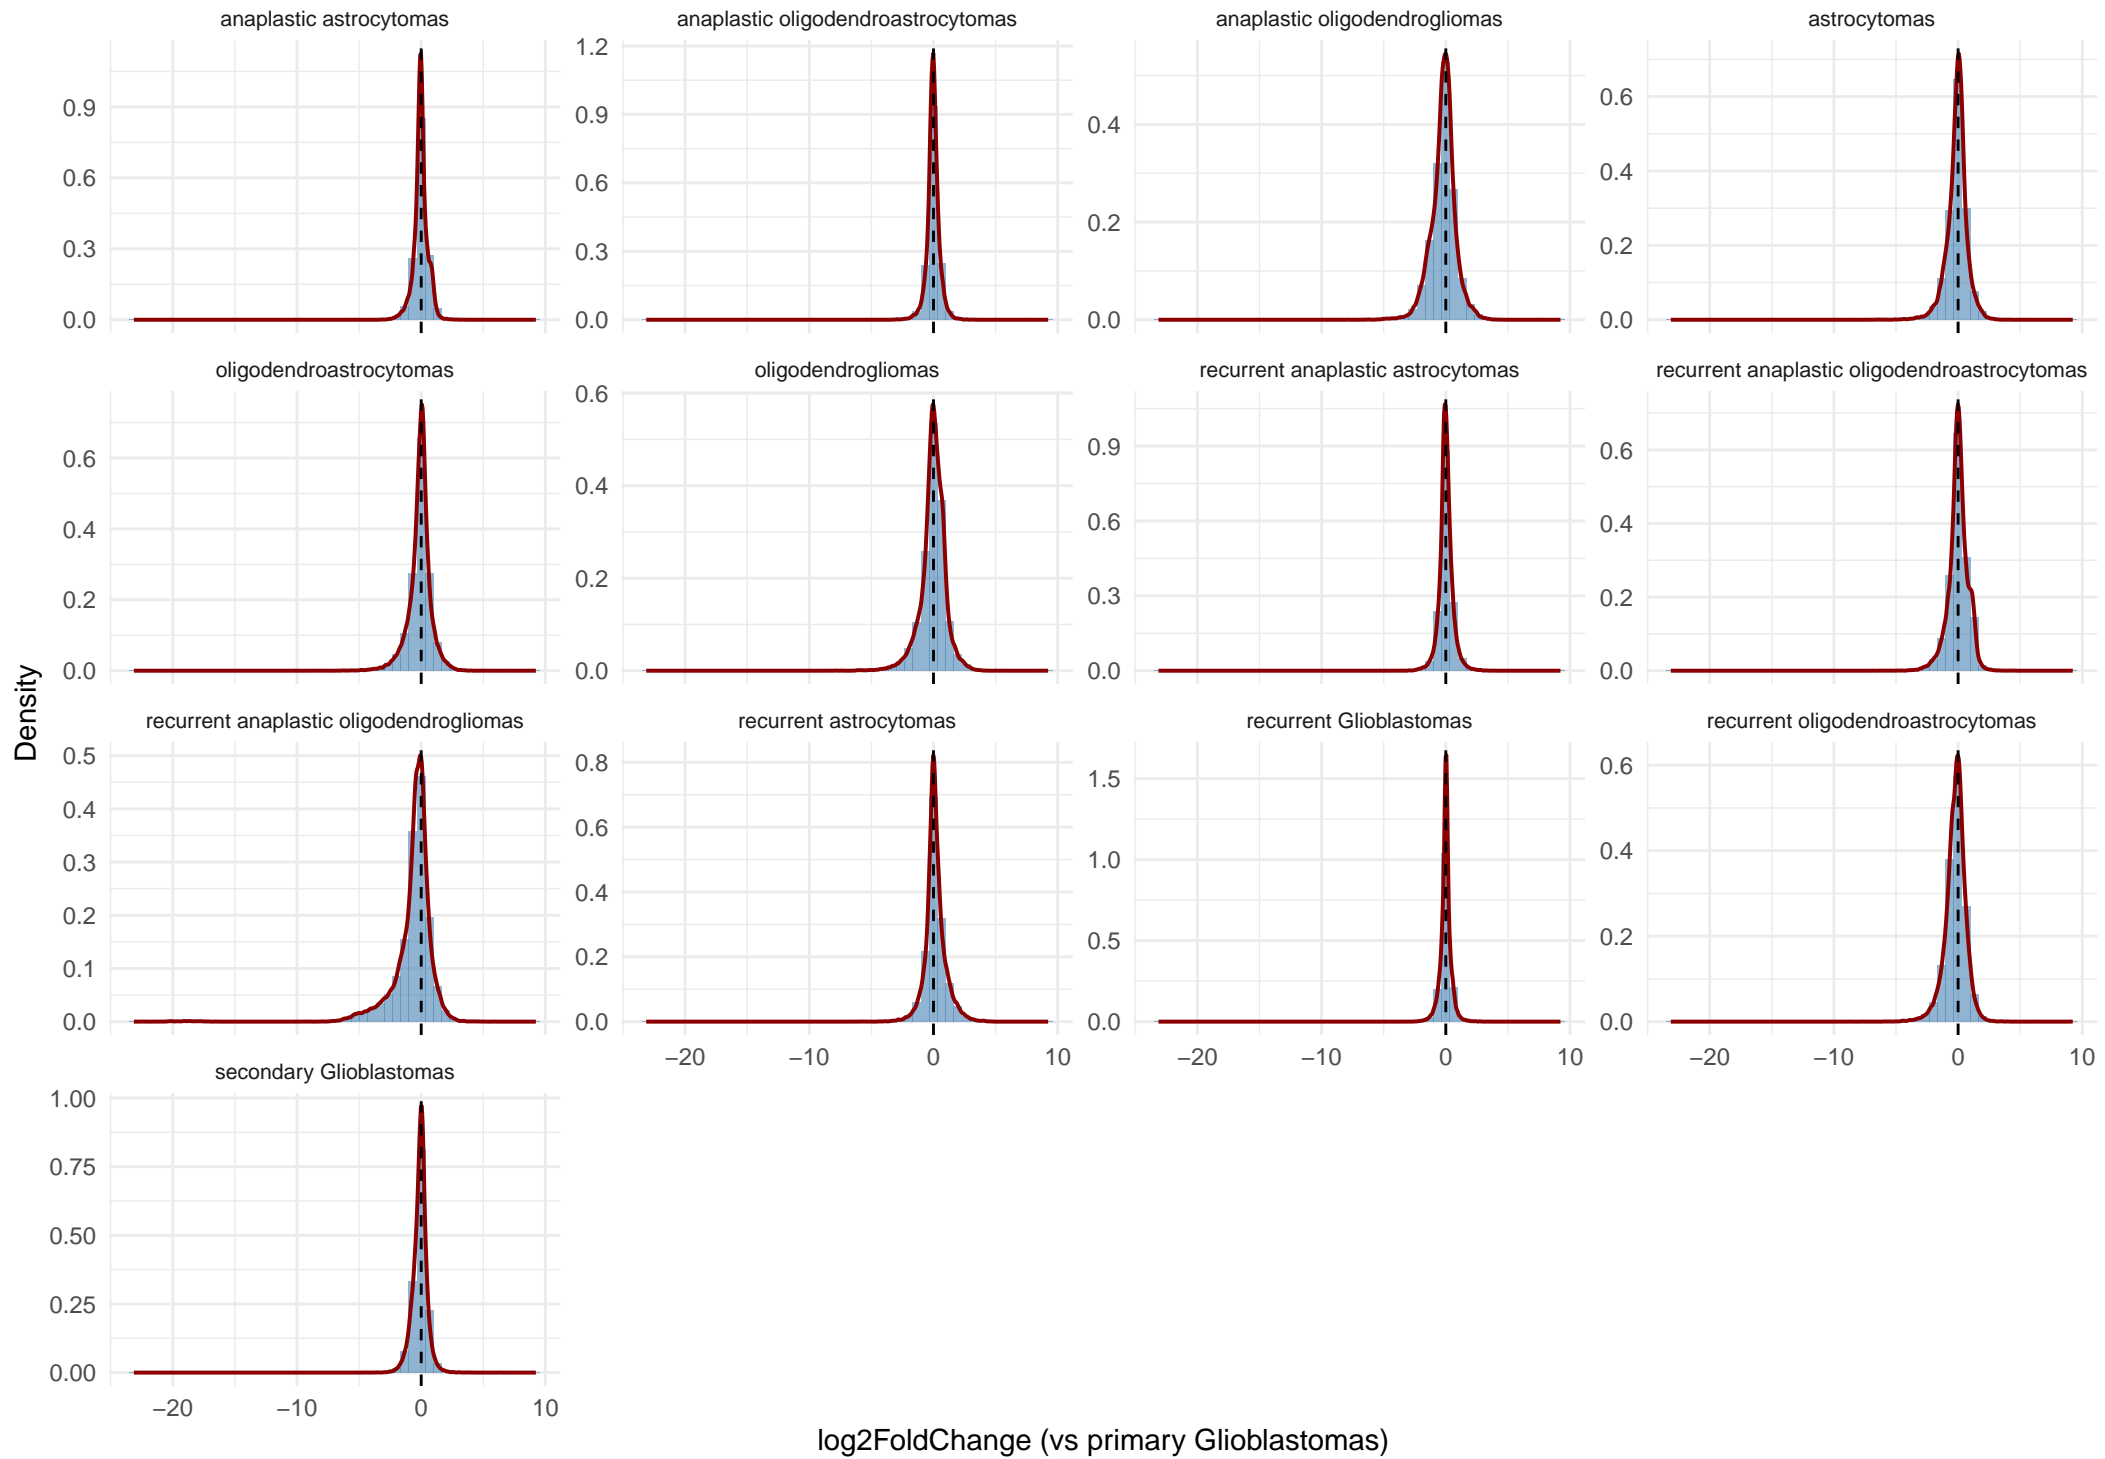 anaplastic astrocytomas
anaplastic oligodendroastrocytomas
anaplastic oligodendrogliomas
astrocytomas
0.9
0.6
0.3
0.0
1.2
0.9
0.6
0.3
0.0
0.4
0.2
0.0
0.6
0.4
0.2
0.0
oligodendroastrocytomas
oligodendrogliomas
recurrent anaplastic astrocytomas
recurrent anaplastic oligodendroastrocytomas
0.6
0.4
0.2
0.0
0.6
0.4
0.2
0.0
0.9
0.6
0.3
0.0
0.6
0.4
0.2
0.0
Density
recurrent anaplastic oligodendrogliomas
recurrent astrocytomas
recurrent Glioblastomas
recurrent oligodendroastrocytomas
0.5
0.4
0.3
0.2
0.1
0.0
0.8
0.6
0.4
0.2
0.0
−20 −10 0 10
1.5
1.0
0.5
0.0
−20 −10 0 10
0.6
0.4
0.2
0.0
−20 −10 0 10
secondary Glioblastomas
1.00
0.75
0.50
0.25
0.00
−20 −10 0 10
log2FoldChange (vs primary Glioblastomas)